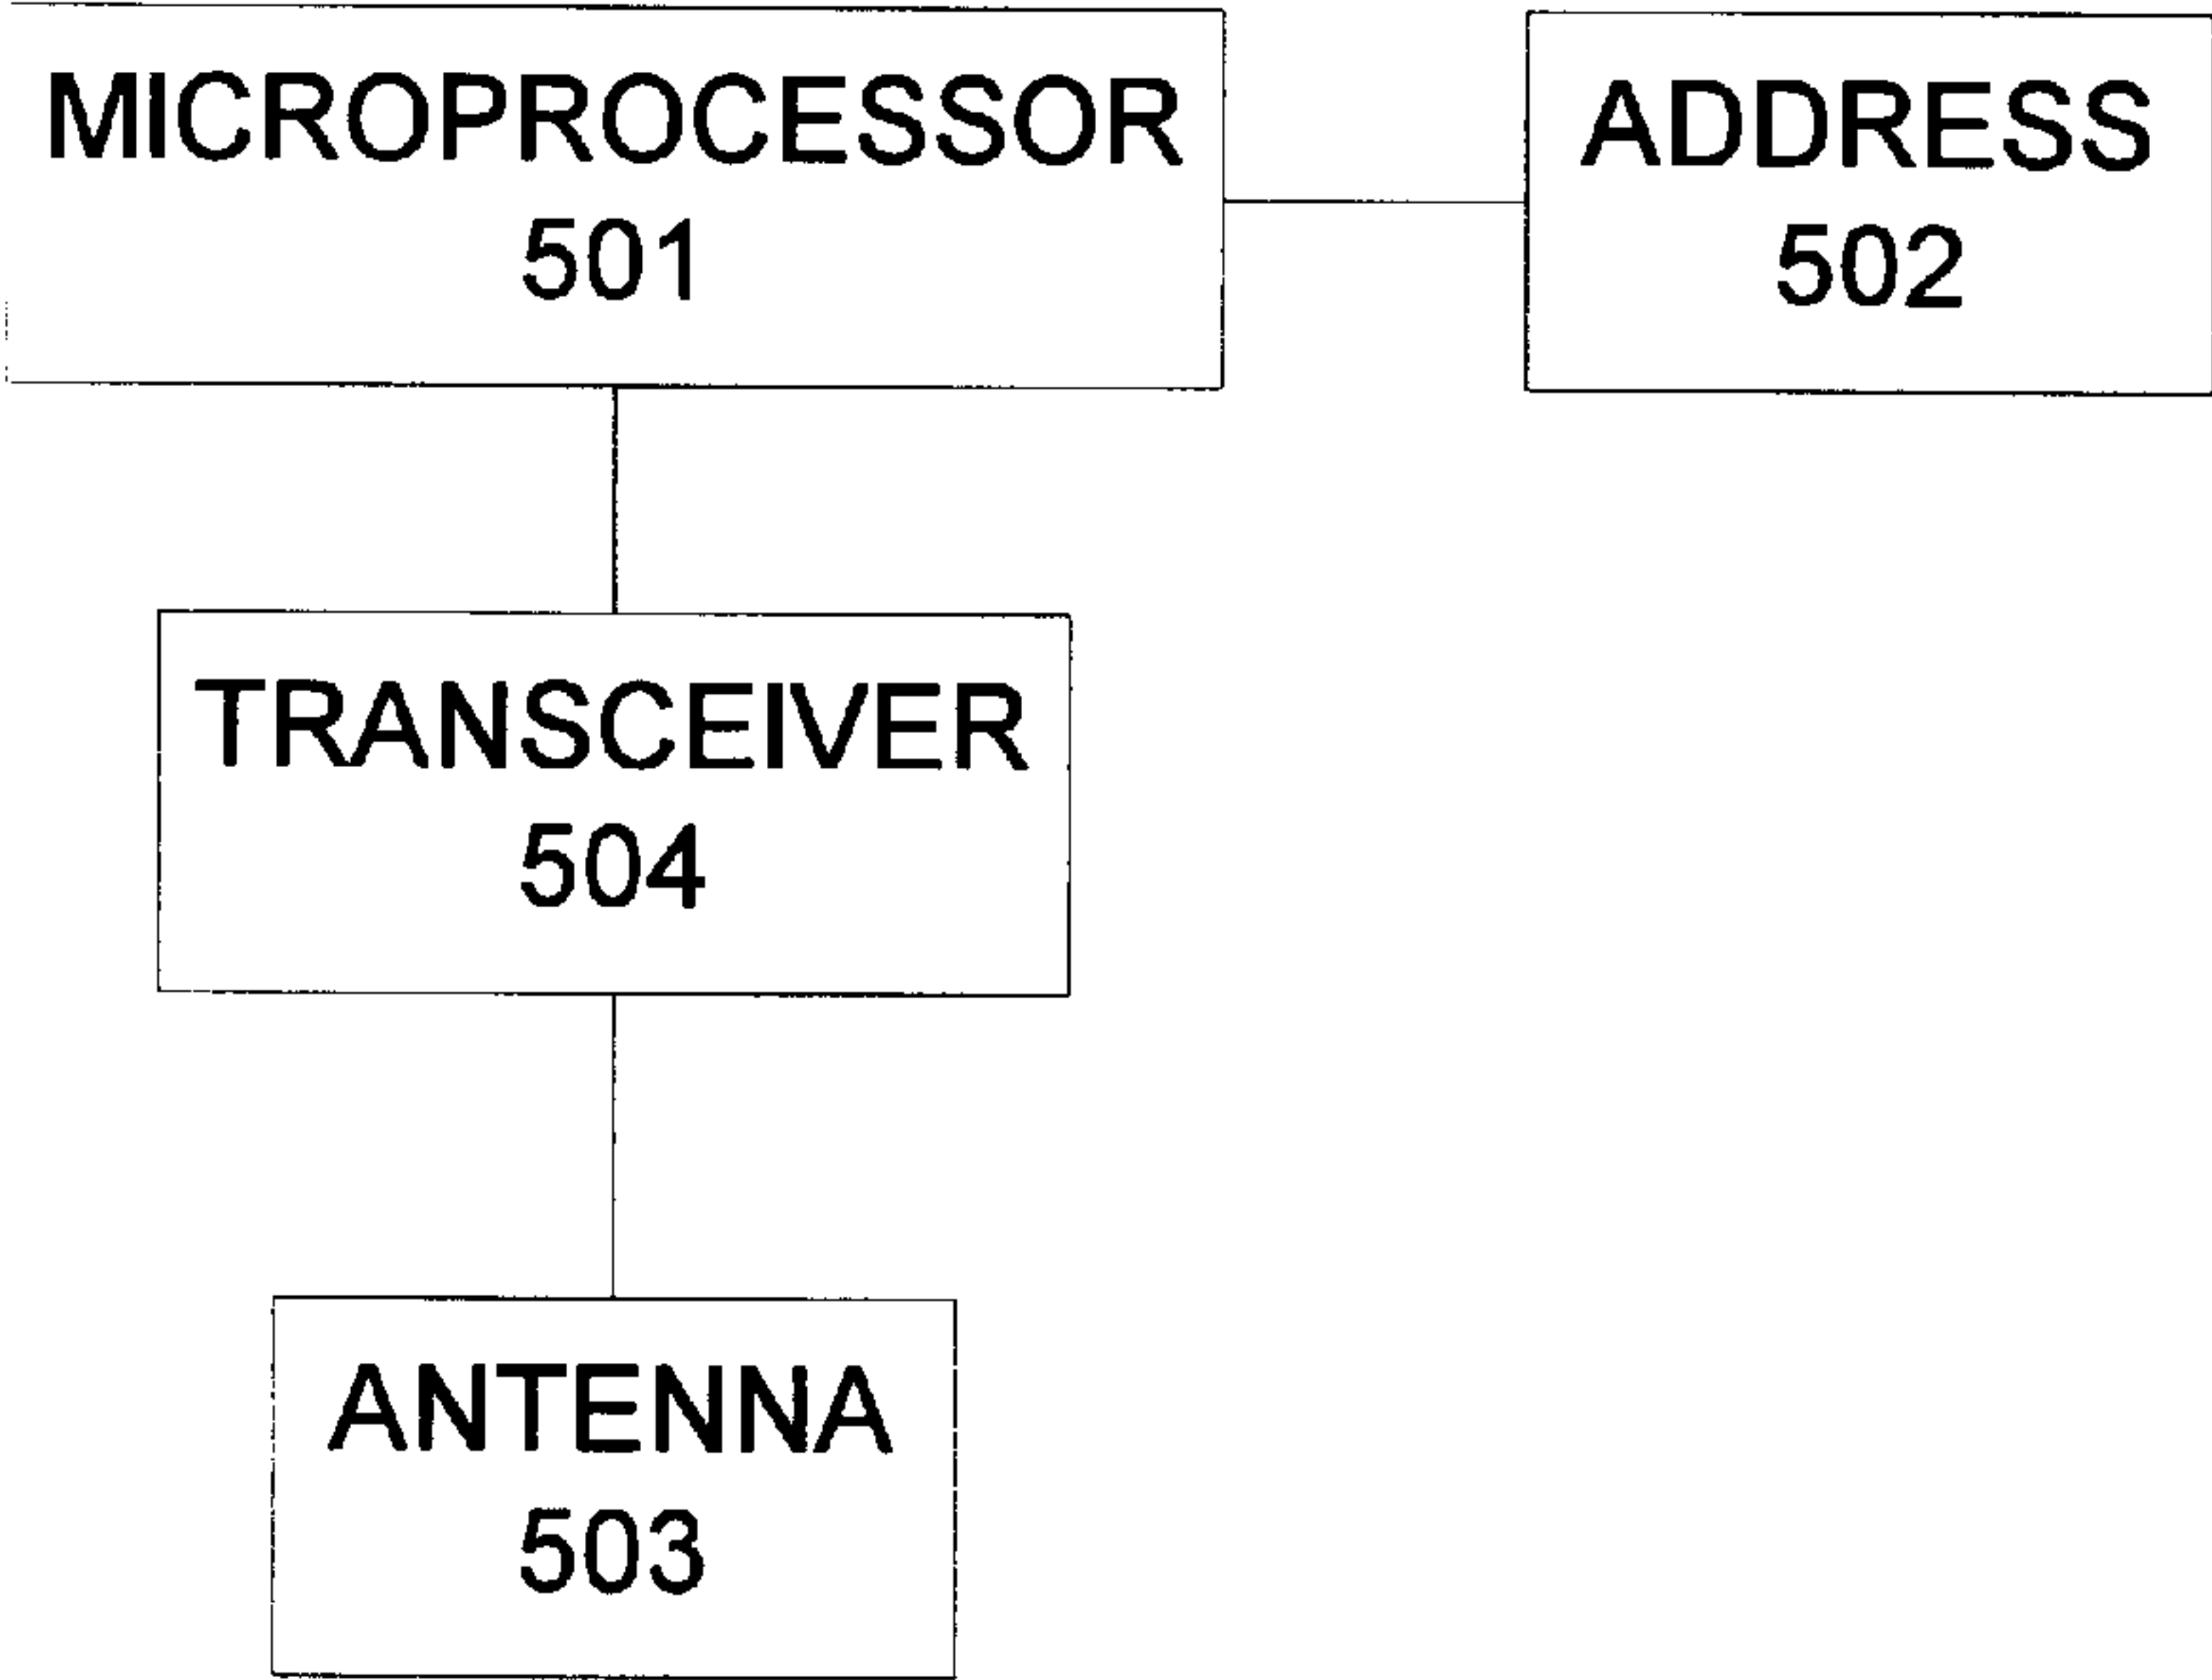 MICROPROCESSOR
501
ADDRESS
502
TRANSCEIVER
504
ANTENNA
503